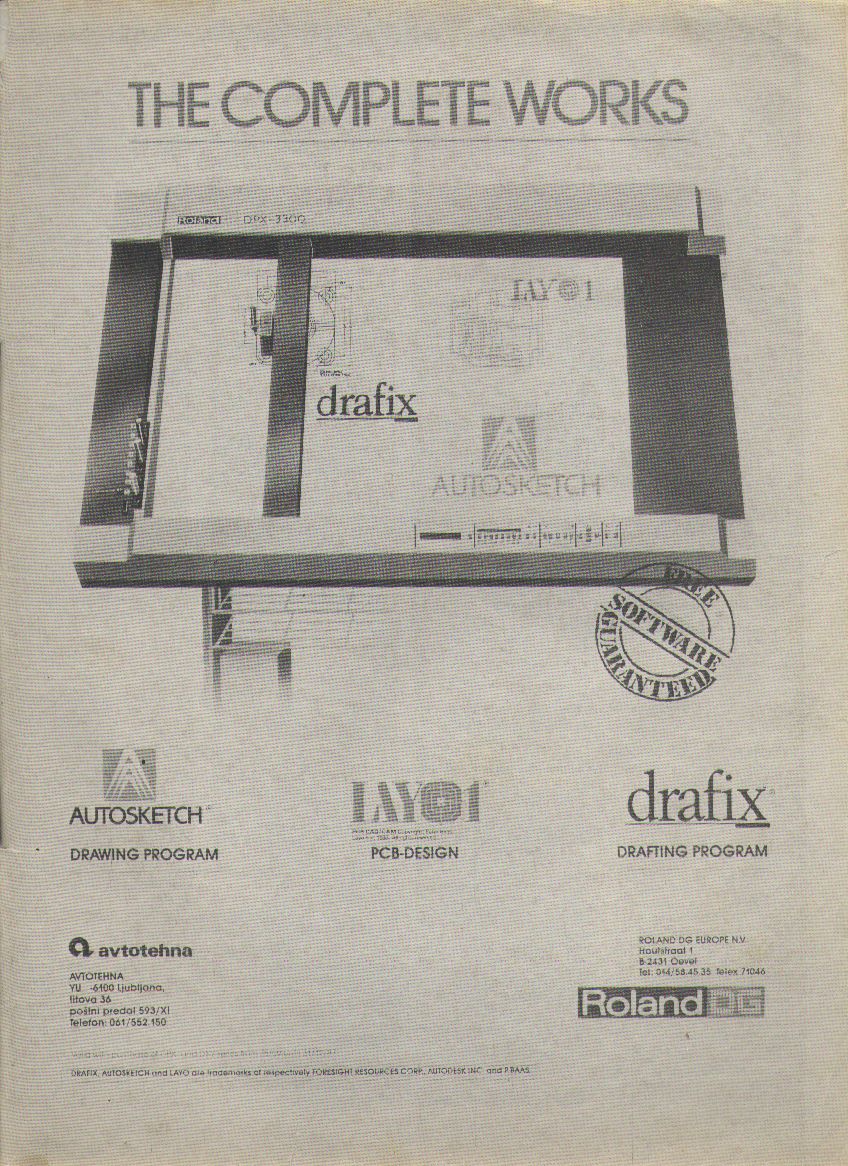 THE COMPLETE WORKS
Roland DPX-3300
LAYO1
drafix
AUTOSKETCH
FREE
SOFTWARE
GUARANTEED
AUTOSKETCH
DRAWING PROGRAM
LAYO1
PCB-DESIGN
drafix
DRAFTING PROGRAM
avtotehna
AVTOTEHNA
YU -6100 Ljubljana,
titova 36
poštni predal 593/XI
Telefon: 061/552 150
ROLAND DG EUROPE N.V.
Houtstraat 1
B-2431 Oevel
Tel: 014/58.45.35 Telex 71046
Roland DG
DRAFIX, AUTOSKETCH and LAYO are trademarks of respectively FORESIGHT RESOURCES CORP., AUTODESK INC. and P. BAAS.